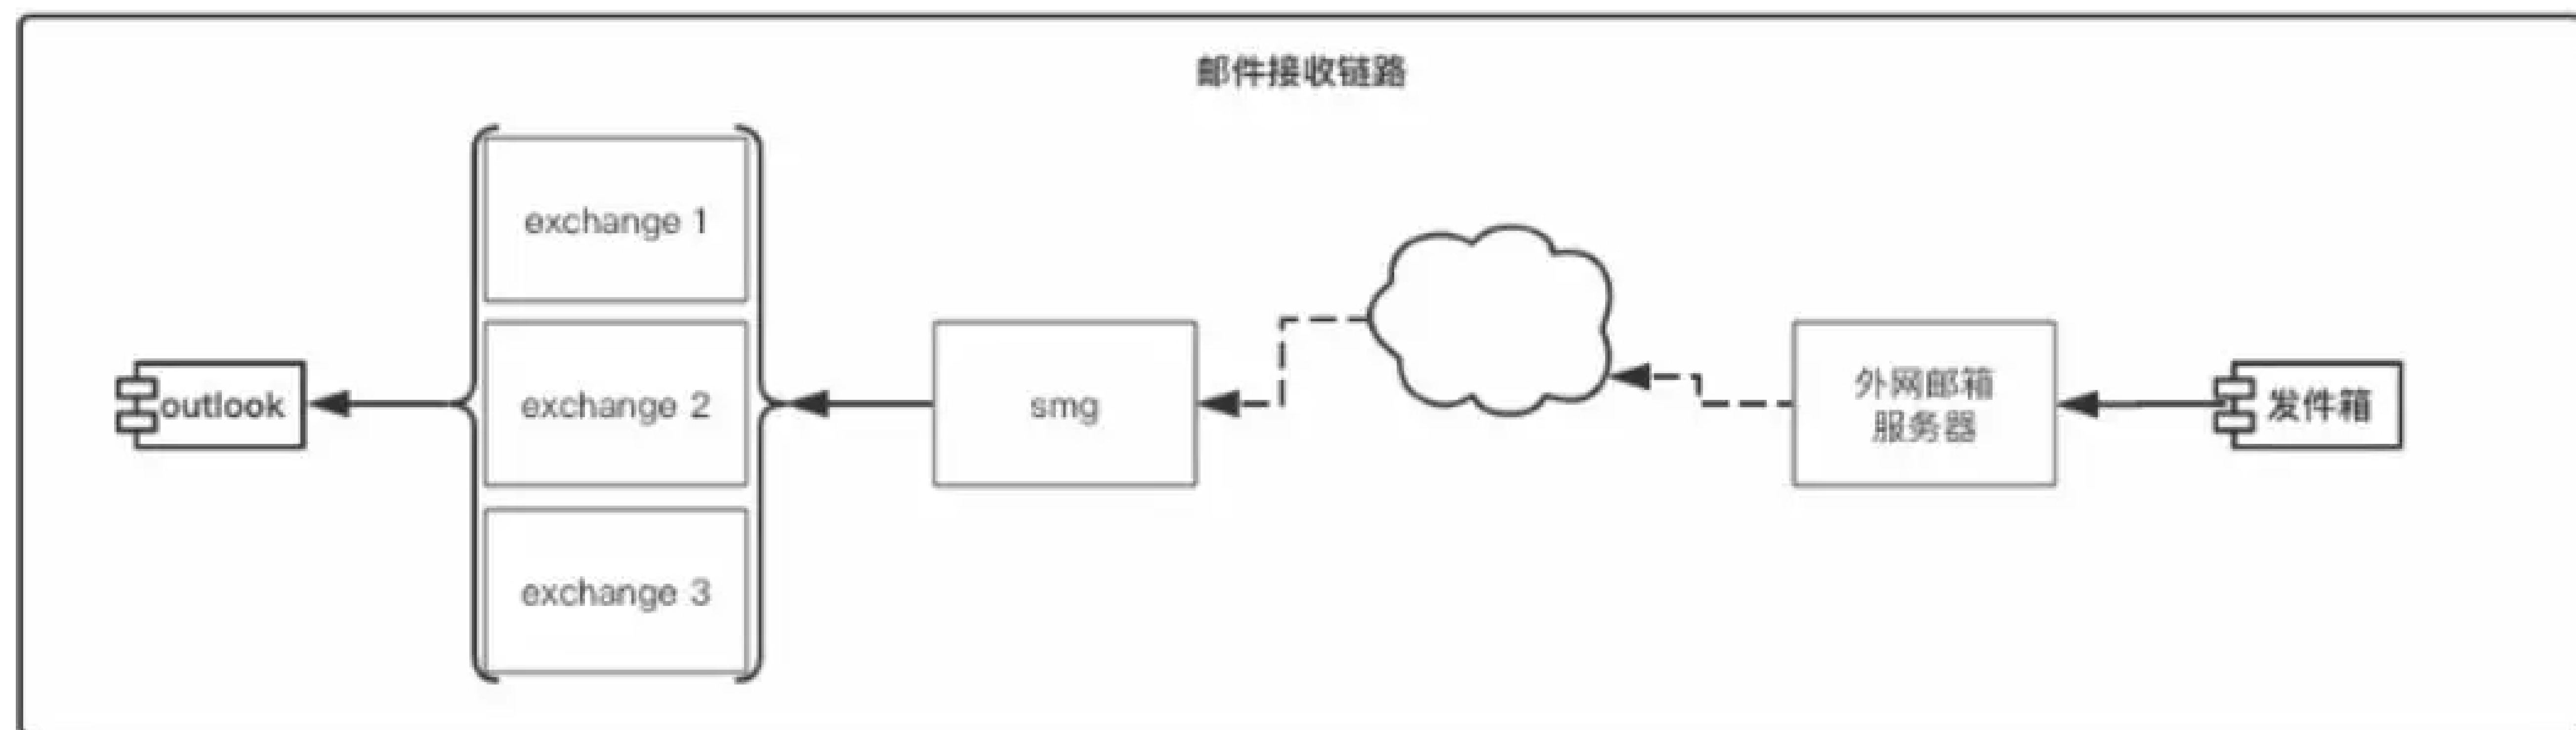 邮件接收链路
exchange 1
outlook
exchange 2
smg
外网邮箱
服务器
发件箱
exchange 3